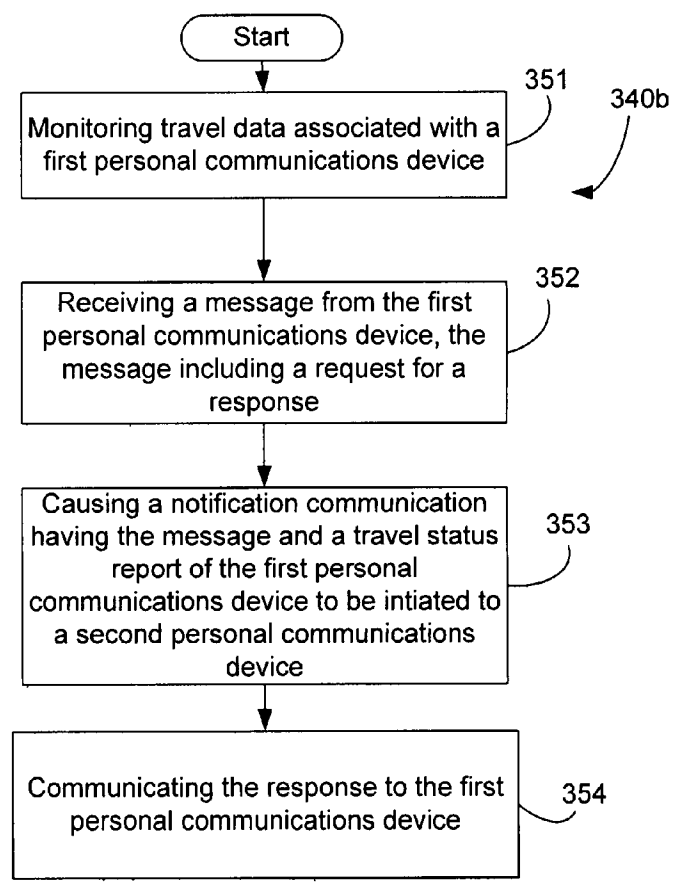 Start
351
340b
Monitoring travel data associated with a
first personal communications device
352
Receiving a message from the first
personal communications device, the
message including a request for a
response
353
Causing a notification communication
having the message and a travel status
report of the first personal
communications device to be intiated to
a second personal communications
device
Communicating the response to the first
personal communications device
354